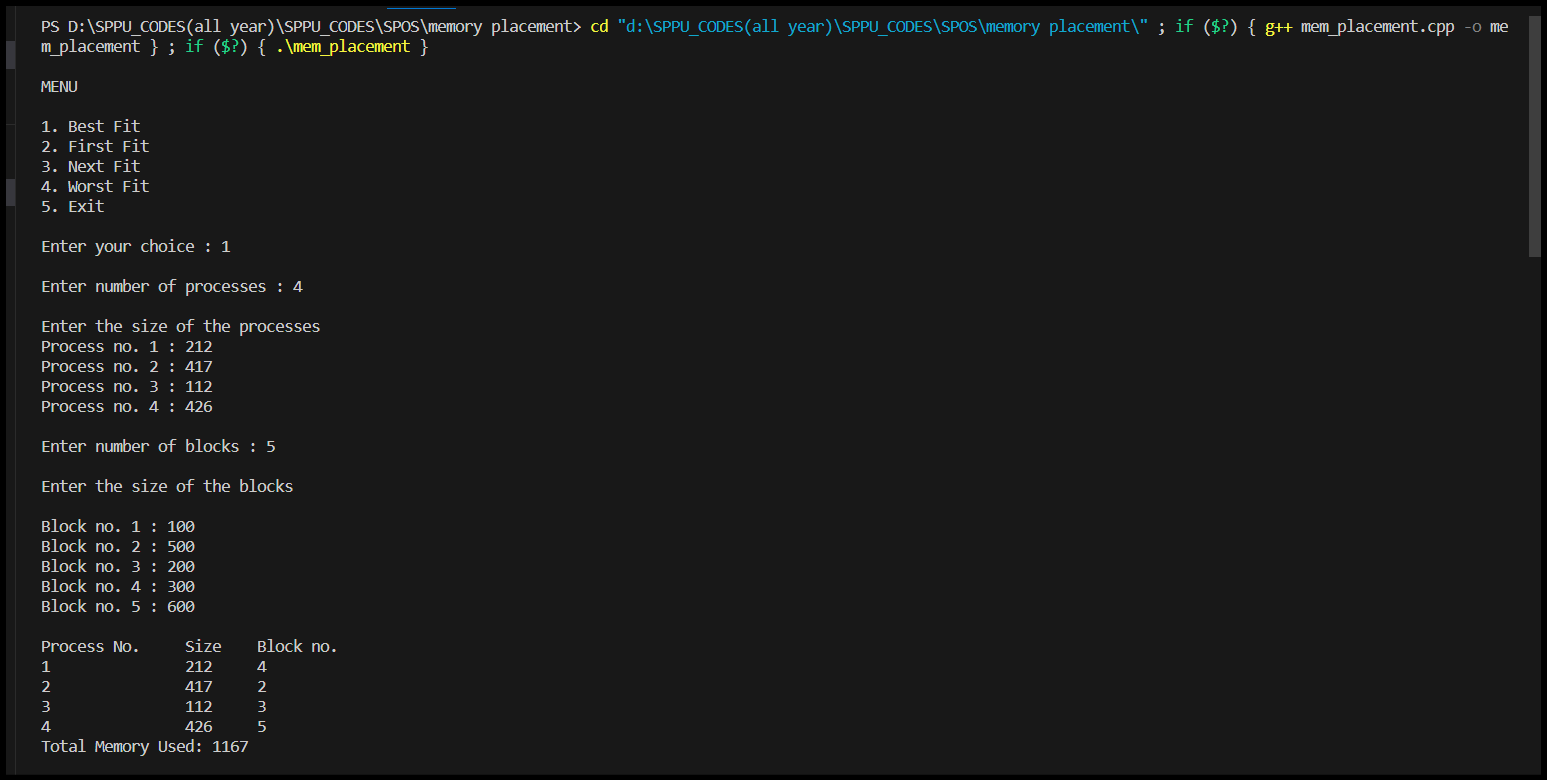 PS D:\SPPU_CODES(all year)\SPPU_CODES\SPOS\memory placement> cd "d:\SPPU_CODES(all year)\SPPU_CODES\SPOS\memory placement\" ; if ($?) { g++ mem_placement.cpp -o me
m_placement } ; if ($?) { .\mem_placement }
MENU
1. Best Fit
2. First Fit
3. Next Fit
4. Worst Fit
5. Exit
Enter your choice : 1
Enter number of processes : 4
Enter the size of the processes
Process no. 1 : 212
Process no. 2 : 417
Process no. 3 : 112
Process no. 4 : 426
Enter number of blocks : 5
Enter the size of the blocks
Block no. 1 : 100
Block no. 2 : 500
Block no. 3 : 200
Block no. 4 : 300
Block no. 5 : 600
Process No. Size Block no.
1 212 4
2 417 2
3 112 3
4 426 5
Total Memory Used: 1167